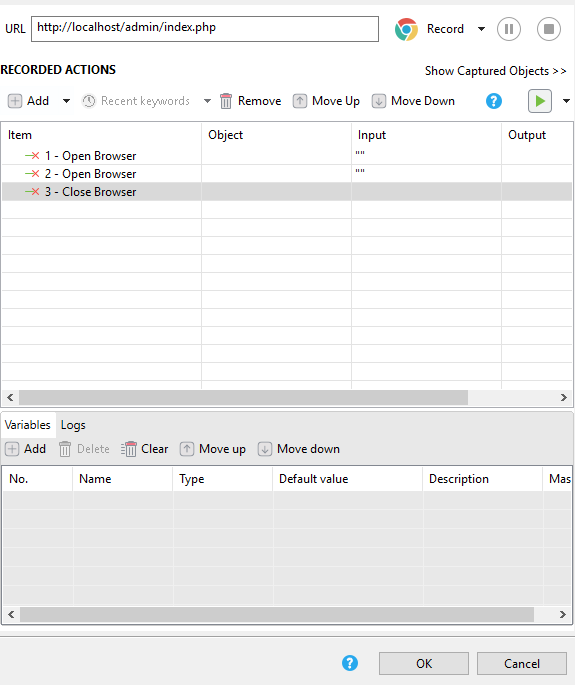 URL http://localhost/admin/index.php Record
RECORDED ACTIONS Show Captured Objects >>
Add Recent keywords Remove Move Up Move Down ?
Item Object Input Output
1 - Open Browser ""
2 - Open Browser ""
3 - Close Browser
Variables Logs
Add Delete Clear Move up Move down
No. Name Type Default value Description Mas
? OK Cancel